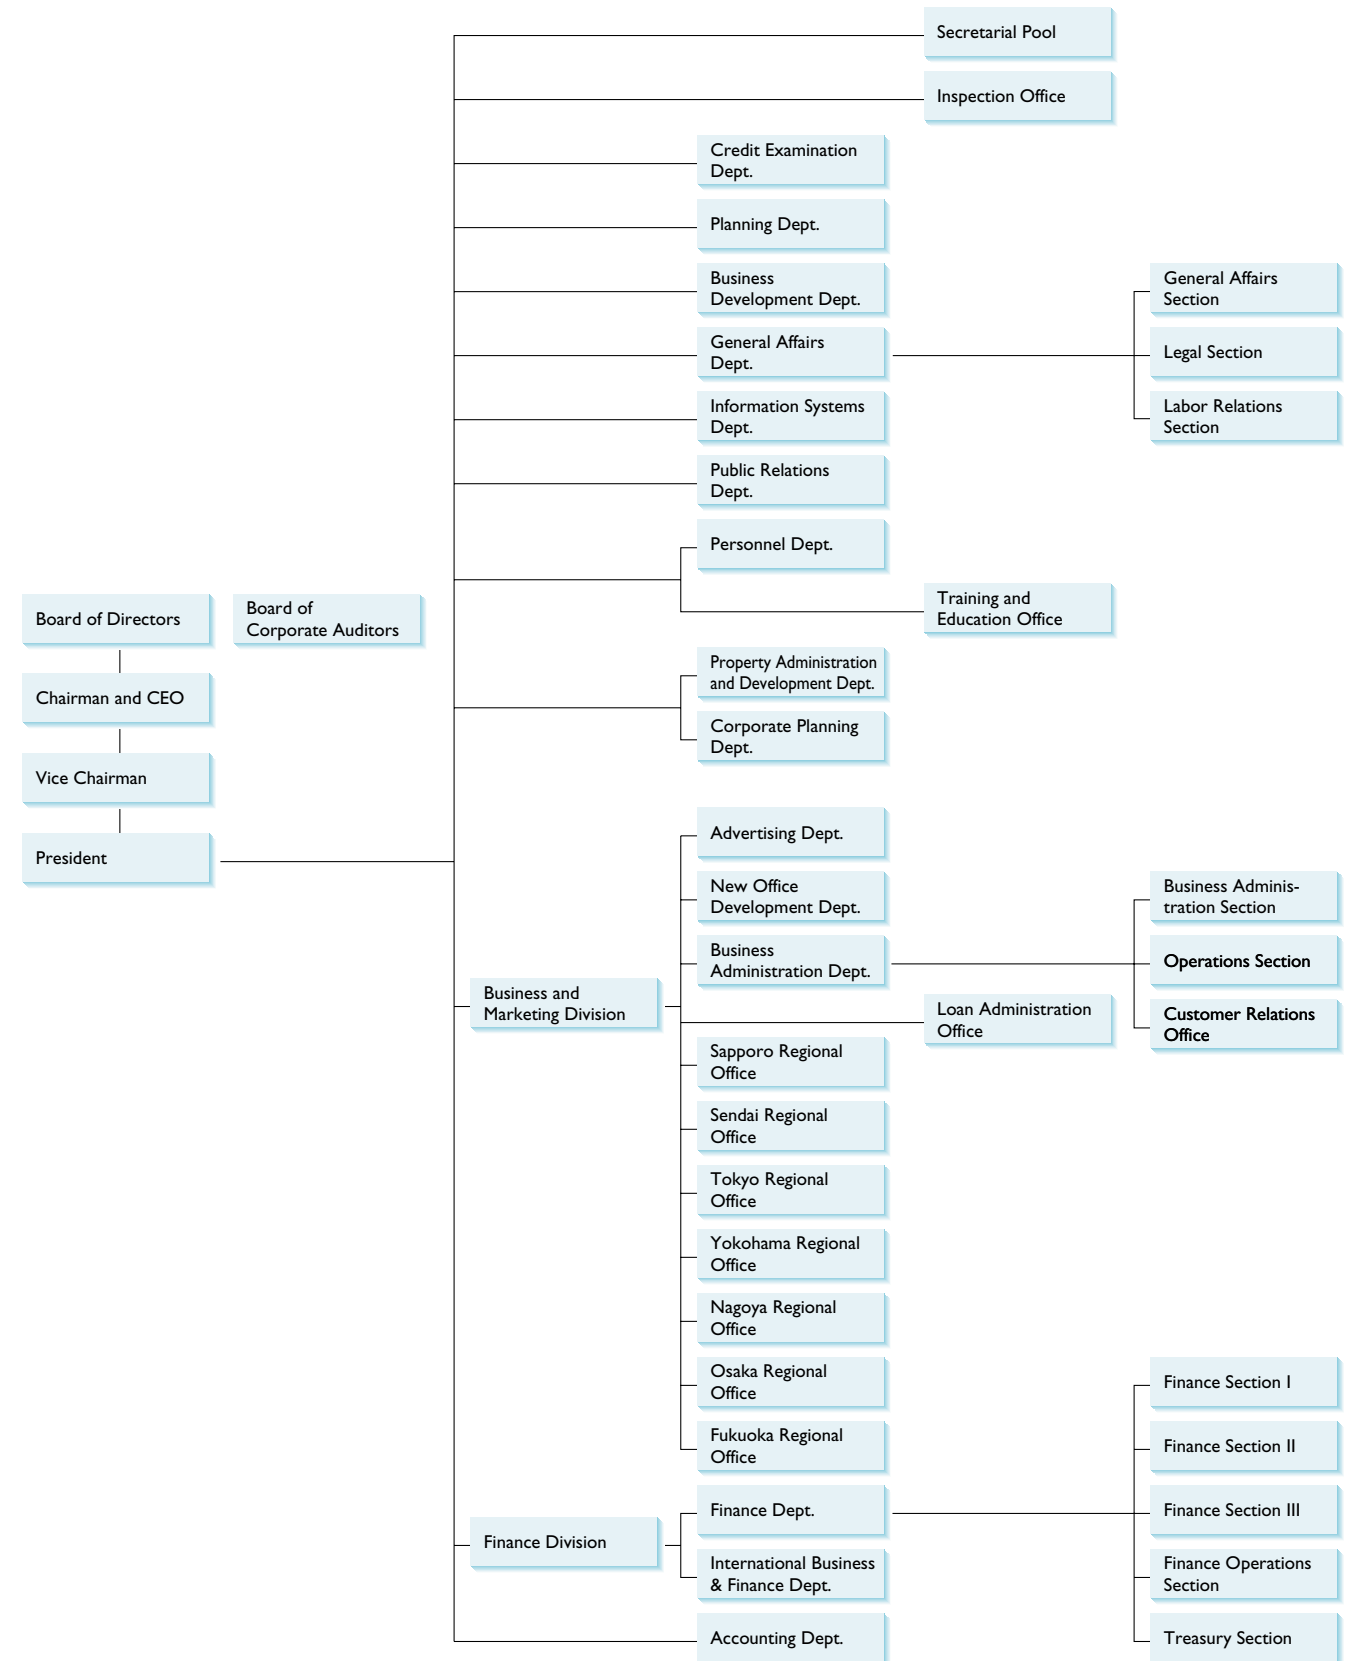 Secretarial Pool
Inspection Office
Credit Examination
Dept.
Planning Dept.
Business
Development Dept.
General Affairs
Section
General Affairs
Dept.
Legal Section
Information Systems
Dept.
Labor Relations
Section
Public Relations
Dept.
Personnel Dept.
Training and
Education Office
Board of Directors
Board of
Corporate Auditors
Chairman and CEO
Vice Chairman
President
Property Administration
and Development Dept.
Corporate Planning
Dept.
Advertising Dept.
New Office
Development Dept.
Business Adminis-
tration Section
Business
Administration Dept.
Operations Section
Business and
Marketing Division
Loan Administration
Office
Customer Relations
Office
Sapporo Regional
Office
Sendai Regional
Office
Tokyo Regional
Office
Yokohama Regional
Office
Nagoya Regional
Office
Osaka Regional
Office
Finance Section I
Fukuoka Regional
Office
Finance Section II
Finance Dept.
Finance Section III
Finance Division
International Business
& Finance Dept.
Finance Operations
Section
Accounting Dept.
Treasury Section